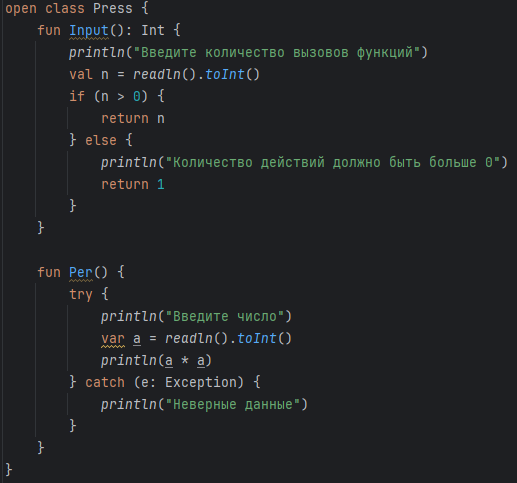 open class Press {
    fun Input(): Int {
        println("Введите количество вызовов функций")
        val n = readln().toInt()
        if (n > 0) {
            return n
        } else {
            println("Количество действий должно быть больше 0")
            return 1
        }
    }

    fun Per() {
        try {
            println("Введите число")
            var a = readln().toInt()
            println(a * a)
        } catch (e: Exception) {
            println("Неверные данные")
        }
    }
}